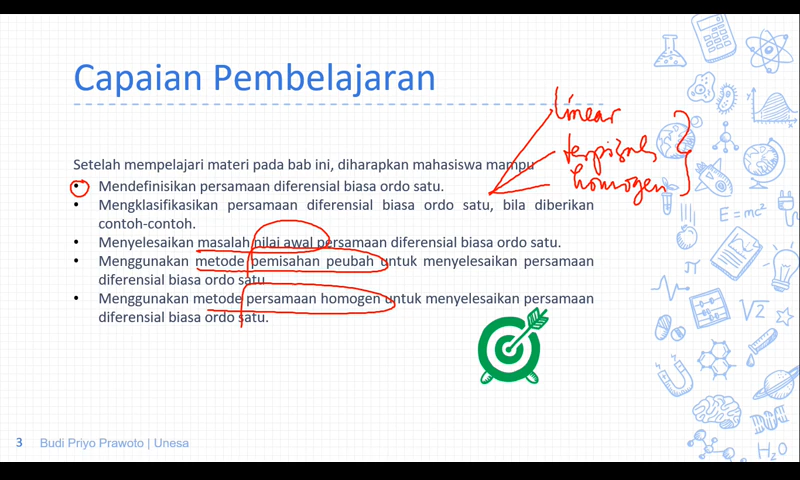 Capaian Pembelajaran
linear
terpisah
homogen
Setelah mempelajari materi pada bab ini, diharapkan mahasiswa mampu
• Mendefinisikan persamaan diferensial biasa ordo satu.
• Mengklasifikasikan persamaan diferensial biasa ordo satu, bila diberikan
contoh-contoh.
• Menyelesaikan masalah nilai awal persamaan diferensial biasa ordo satu.
• Menggunakan metode pemisahan peubah untuk menyelesaikan persamaan
diferensial biasa ordo satu
• Menggunakan metode persamaan homogen untuk menyelesaikan persamaan
diferensial biasa ordo satu.
y
x
E=mc²
π
√2
H₂O
3 Budi Priyo Prawoto | Unesa